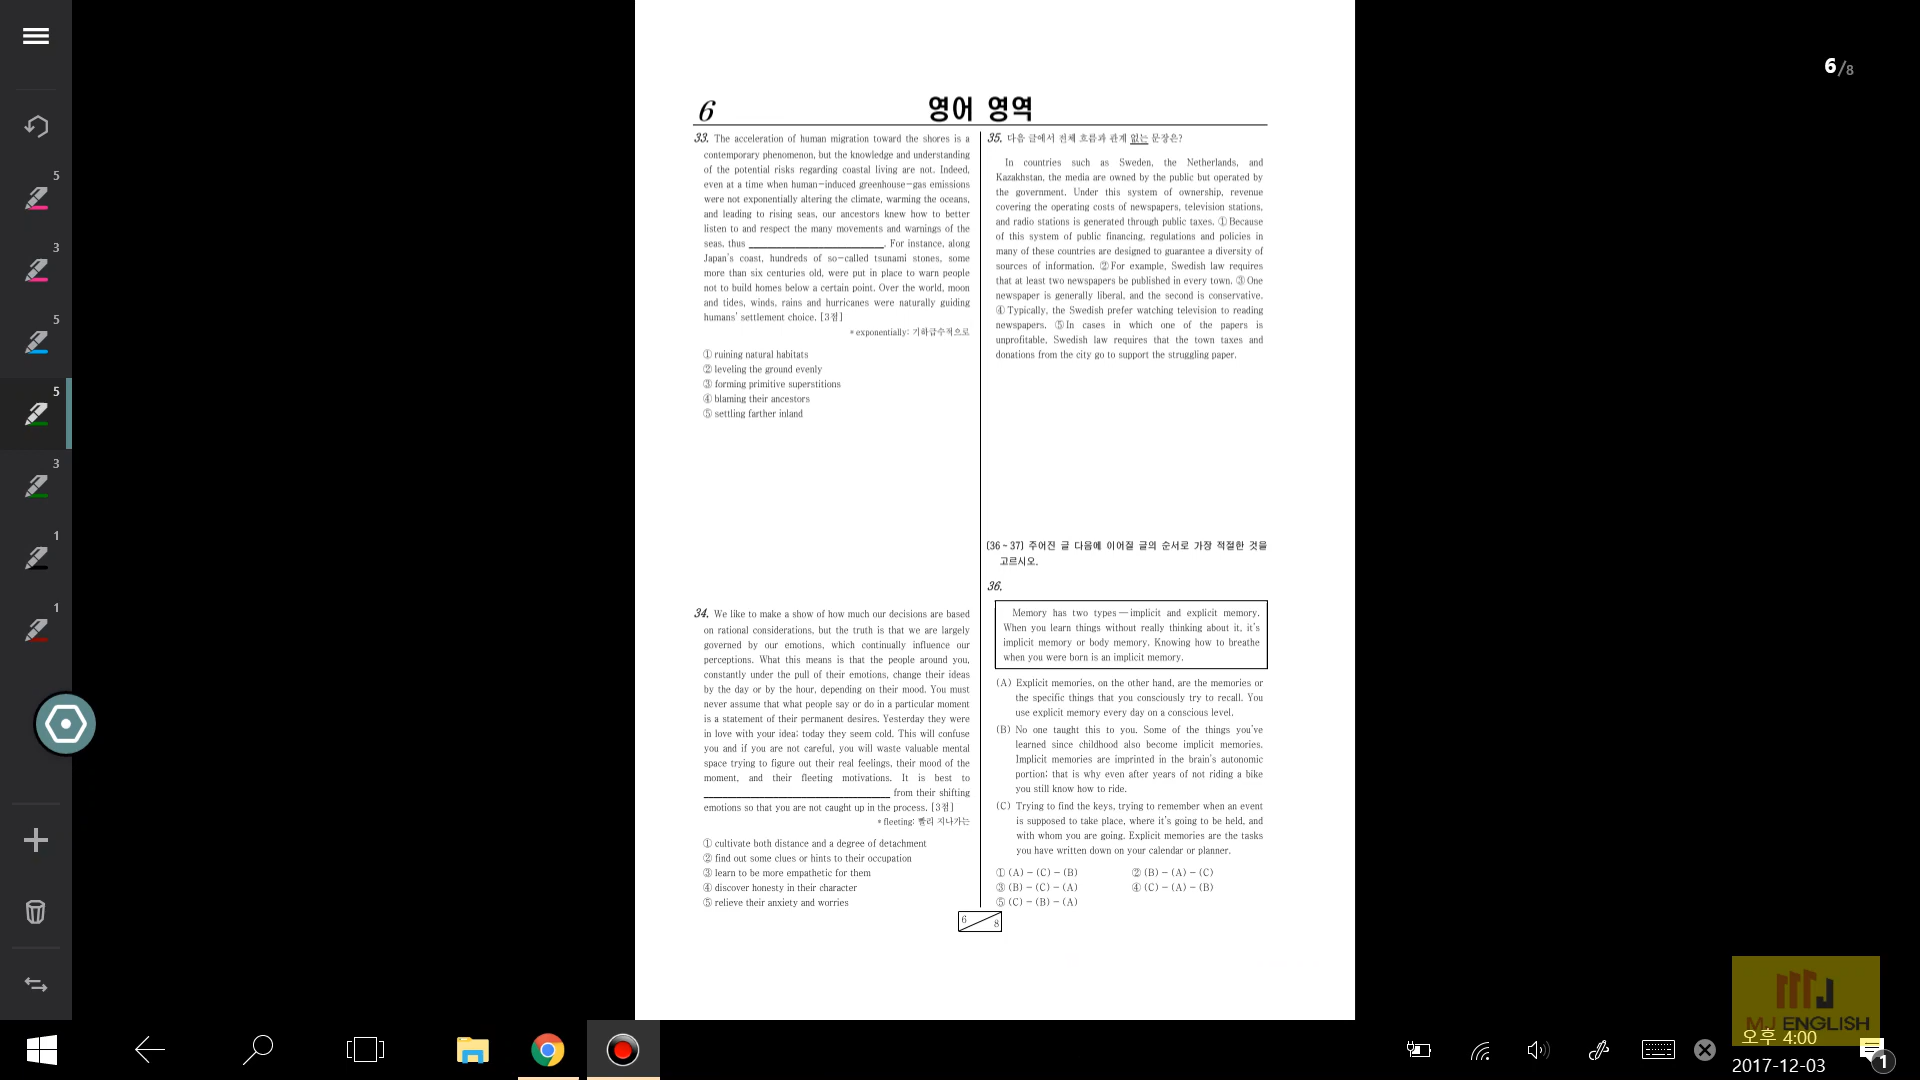 6/8
6
영어 영역
33. The acceleration of human migration toward the shores is a
contemporary phenomenon, but the knowledge and understanding
of the potential risks regarding coastal living are not. Indeed,
even at a time when human-induced greenhouse-gas emissions
were not exponentially altering the climate, warming the oceans,
and leading to rising seas, our ancestors knew how to better
listen to and respect the many movements and warnings of the
seas, thus ____________________. For instance, along
Japan's coast, hundreds of so-called tsunami stones, some
more than six centuries old, were put in place to warn people
not to build homes below a certain point. Over the world, moon
and tides, winds, rains and hurricanes were naturally guiding
humans' settlement choice. [3점]
* exponentially: 기하급수적으로
① ruining natural habitats
② leveling the ground evenly
③ forming primitive superstitions
④ blaming their ancestors
⑤ settling farther inland
34. We like to make a show of how much our decisions are based
on rational considerations, but the truth is that we are largely
governed by our emotions, which continually influence our
perceptions. What this means is that the people around you,
constantly under the pull of their emotions, change their ideas
by the day or by the hour, depending on their mood. You must
never assume that what people say or do in a particular moment
is a statement of their permanent desires. Yesterday they were
in love with your idea; today they seem cold. This will confuse
you and if you are not careful, you will waste valuable mental
space trying to figure out their real feelings, their mood of the
moment, and their fleeting motivations. It is best to
____________________ from their shifting
emotions so that you are not caught up in the process. [3점]
* fleeting: 빨리 지나가는
① cultivate both distance and a degree of detachment
② find out some clues or hints to their occupation
③ learn to be more empathetic for them
④ discover honesty in their character
⑤ relieve their anxiety and worries
35. 다음 글에서 전체 흐름과 관계 없는 문장은?
In countries such as Sweden, the Netherlands, and
Kazakhstan, the media are owned by the public but operated by
the government. Under this system of ownership, revenue
covering the operating costs of newspapers, television stations,
and radio stations is generated through public taxes. ① Because
of this system of public financing, regulations and policies in
many of these countries are designed to guarantee a diversity of
sources of information. ② For example, Swedish law requires
that at least two newspapers be published in every town. ③ One
newspaper is generally liberal, and the second is conservative.
④ Typically, the Swedish prefer watching television to reading
newspapers. ⑤ In cases in which one of the papers is
unprofitable, Swedish law requires that the town taxes and
donations from the city go to support the struggling paper.
[36~37] 주어진 글 다음에 이어질 글의 순서로 가장 적절한 것을
고르시오.
36.
Memory has two types — implicit and explicit memory.
When you learn things without really thinking about it, it's
implicit memory or body memory. Knowing how to breathe
when you were born is an implicit memory.
(A) Explicit memories, on the other hand, are the memories or
the specific things that you consciously try to recall. You
use explicit memory every day on a conscious level.
(B) No one taught this to you. Some of the things you've
learned since childhood also become implicit memories.
Implicit memories are imprinted in the brain's autonomic
portion; that is why even after years of not riding a bike
you still know how to ride.
(C) Trying to find the keys, trying to remember when an event
is supposed to take place, where it's going to be held, and
with whom you are going. Explicit memories are the tasks
you have written down on your calendar or planner.
① (A) - (C) - (B) ② (B) - (A) - (C)
③ (B) - (C) - (A) ④ (C) - (A) - (B)
⑤ (C) - (B) - (A)
6 8
5
3
5
5
3
1
1
MJ ENGLISH
오후 4:00
2017-12-03
1